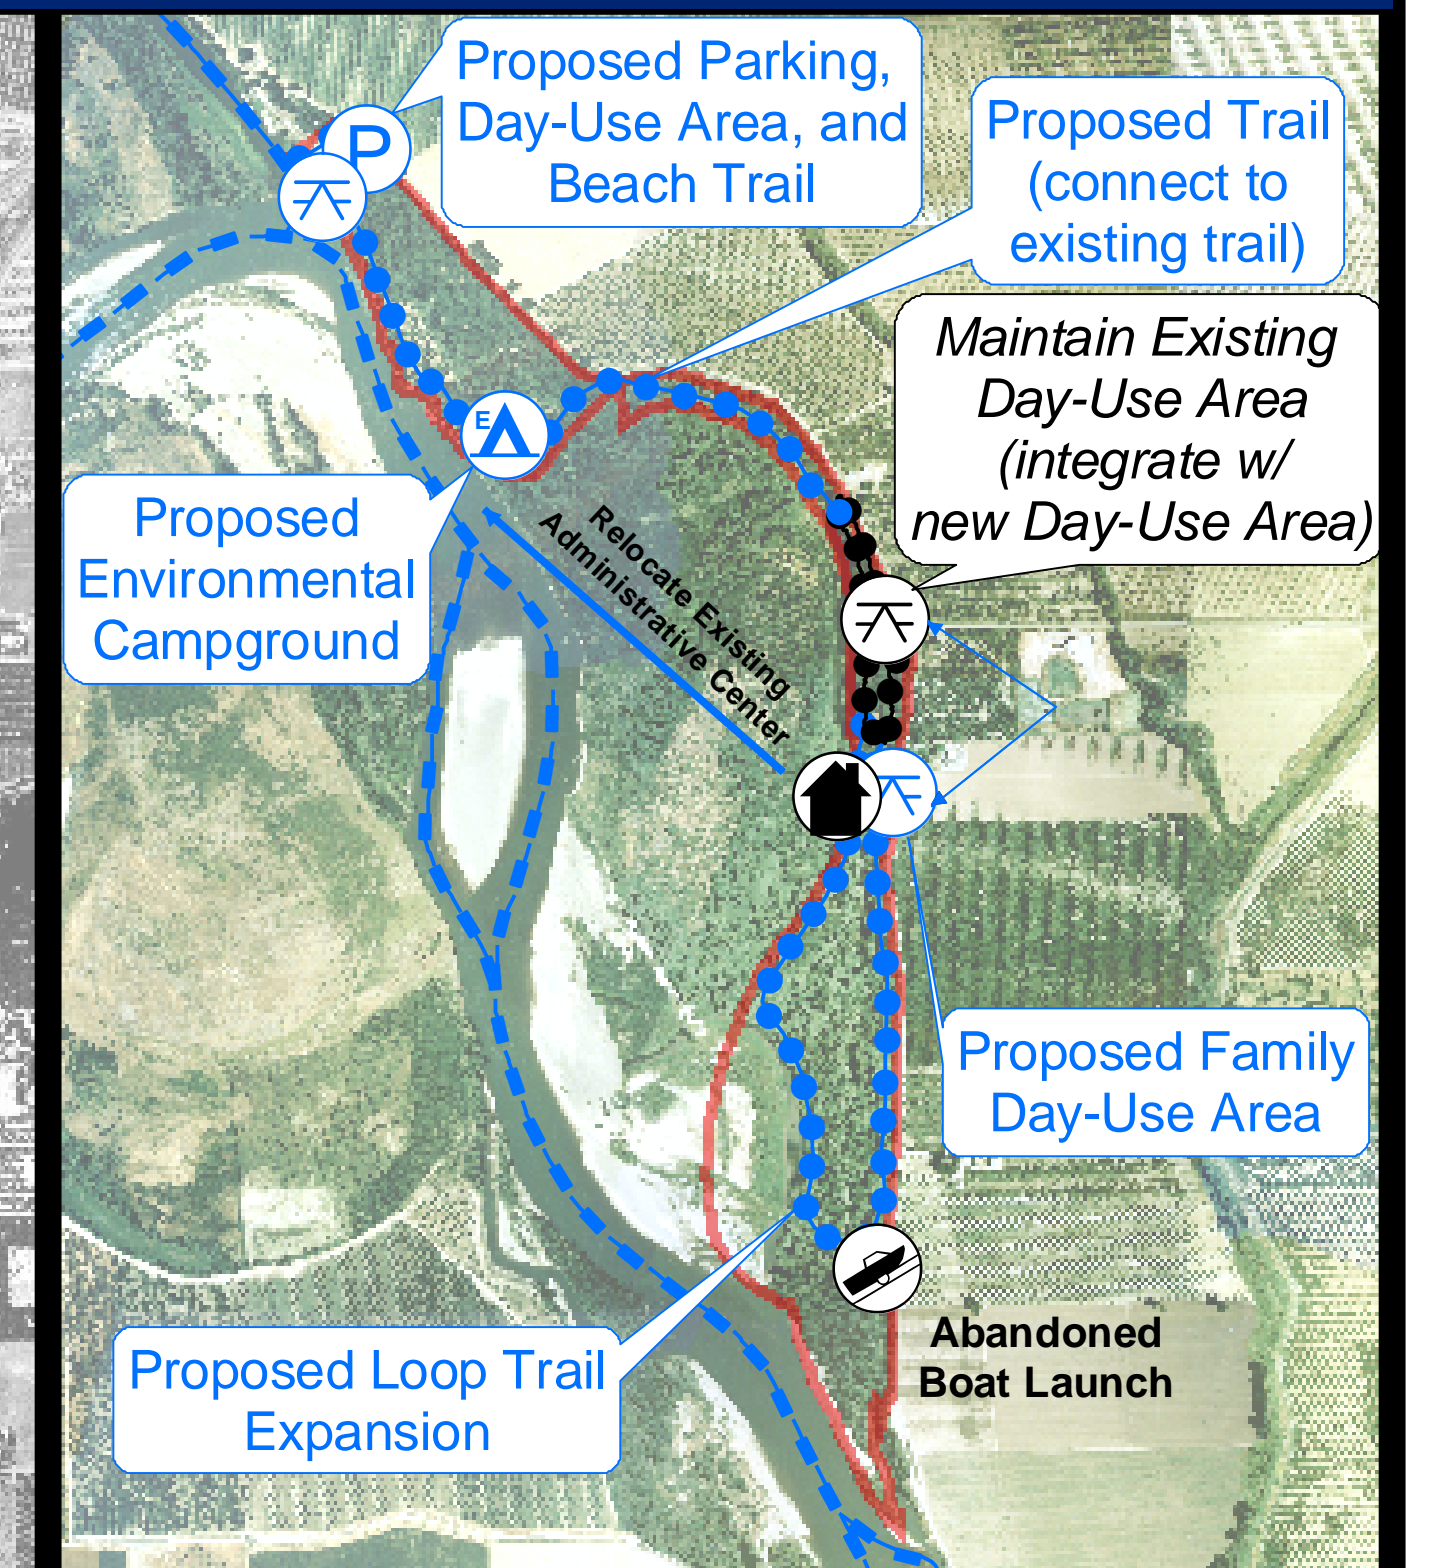 Proposed Parking,
Day-Use Area, and
Beach Trail
P
Proposed Trail
(connect to
existing trail)
Maintain Existing
Day-Use Area
(integrate w/
new Day-Use Area)
E
Proposed
Environmental
Campground
Relocate Existing
Administrative Center
Proposed Family
Day-Use Area
Abandoned
Boat Launch
Proposed Loop Trail
Expansion